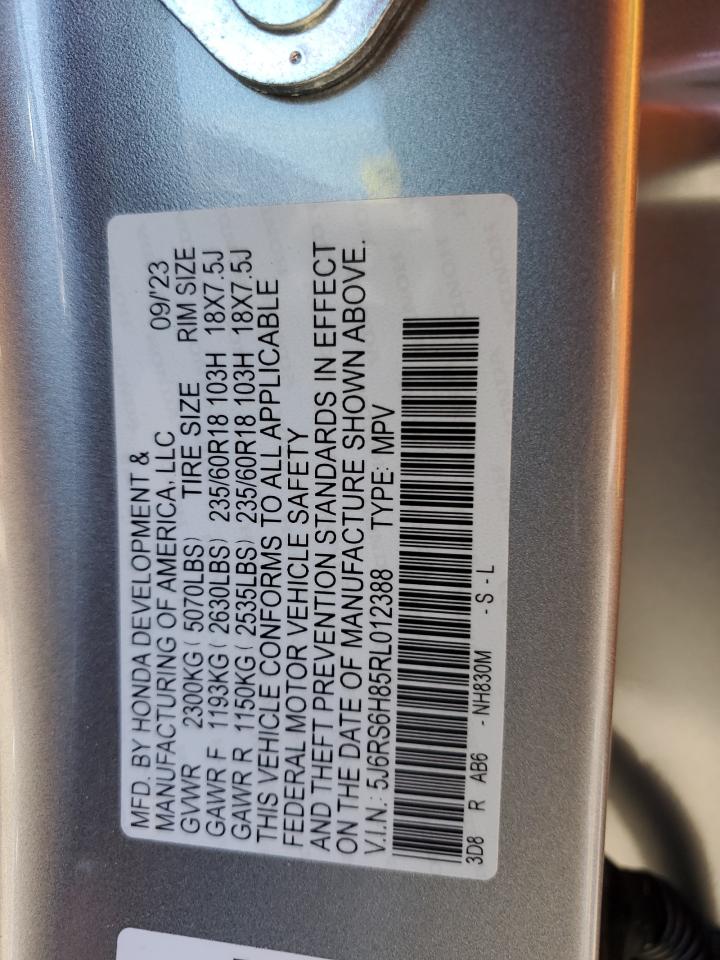 MFD. BY HONDA DEVELOPMENT &
MANUFACTURING OF AMERICA, LLC 09/'23
GVWR 2300KG ( 5070LBS) TIRE SIZE RIM SIZE
GAWR F 1193KG ( 2630LBS) 235/60R18 103H 18X7.5J
GAWR R 1150KG ( 2535LBS) 235/60R18 103H 18X7.5J
THIS VEHICLE CONFORMS TO ALL APPLICABLE
FEDERAL MOTOR VEHICLE SAFETY
AND THEFT PREVENTION STANDARDS IN EFFECT
ON THE DATE OF MANUFACTURE SHOWN ABOVE.
V.I.N.: 5J6RS6H85RL012388 TYPE: MPV
3D8 R AB6 - NH830M - S - L